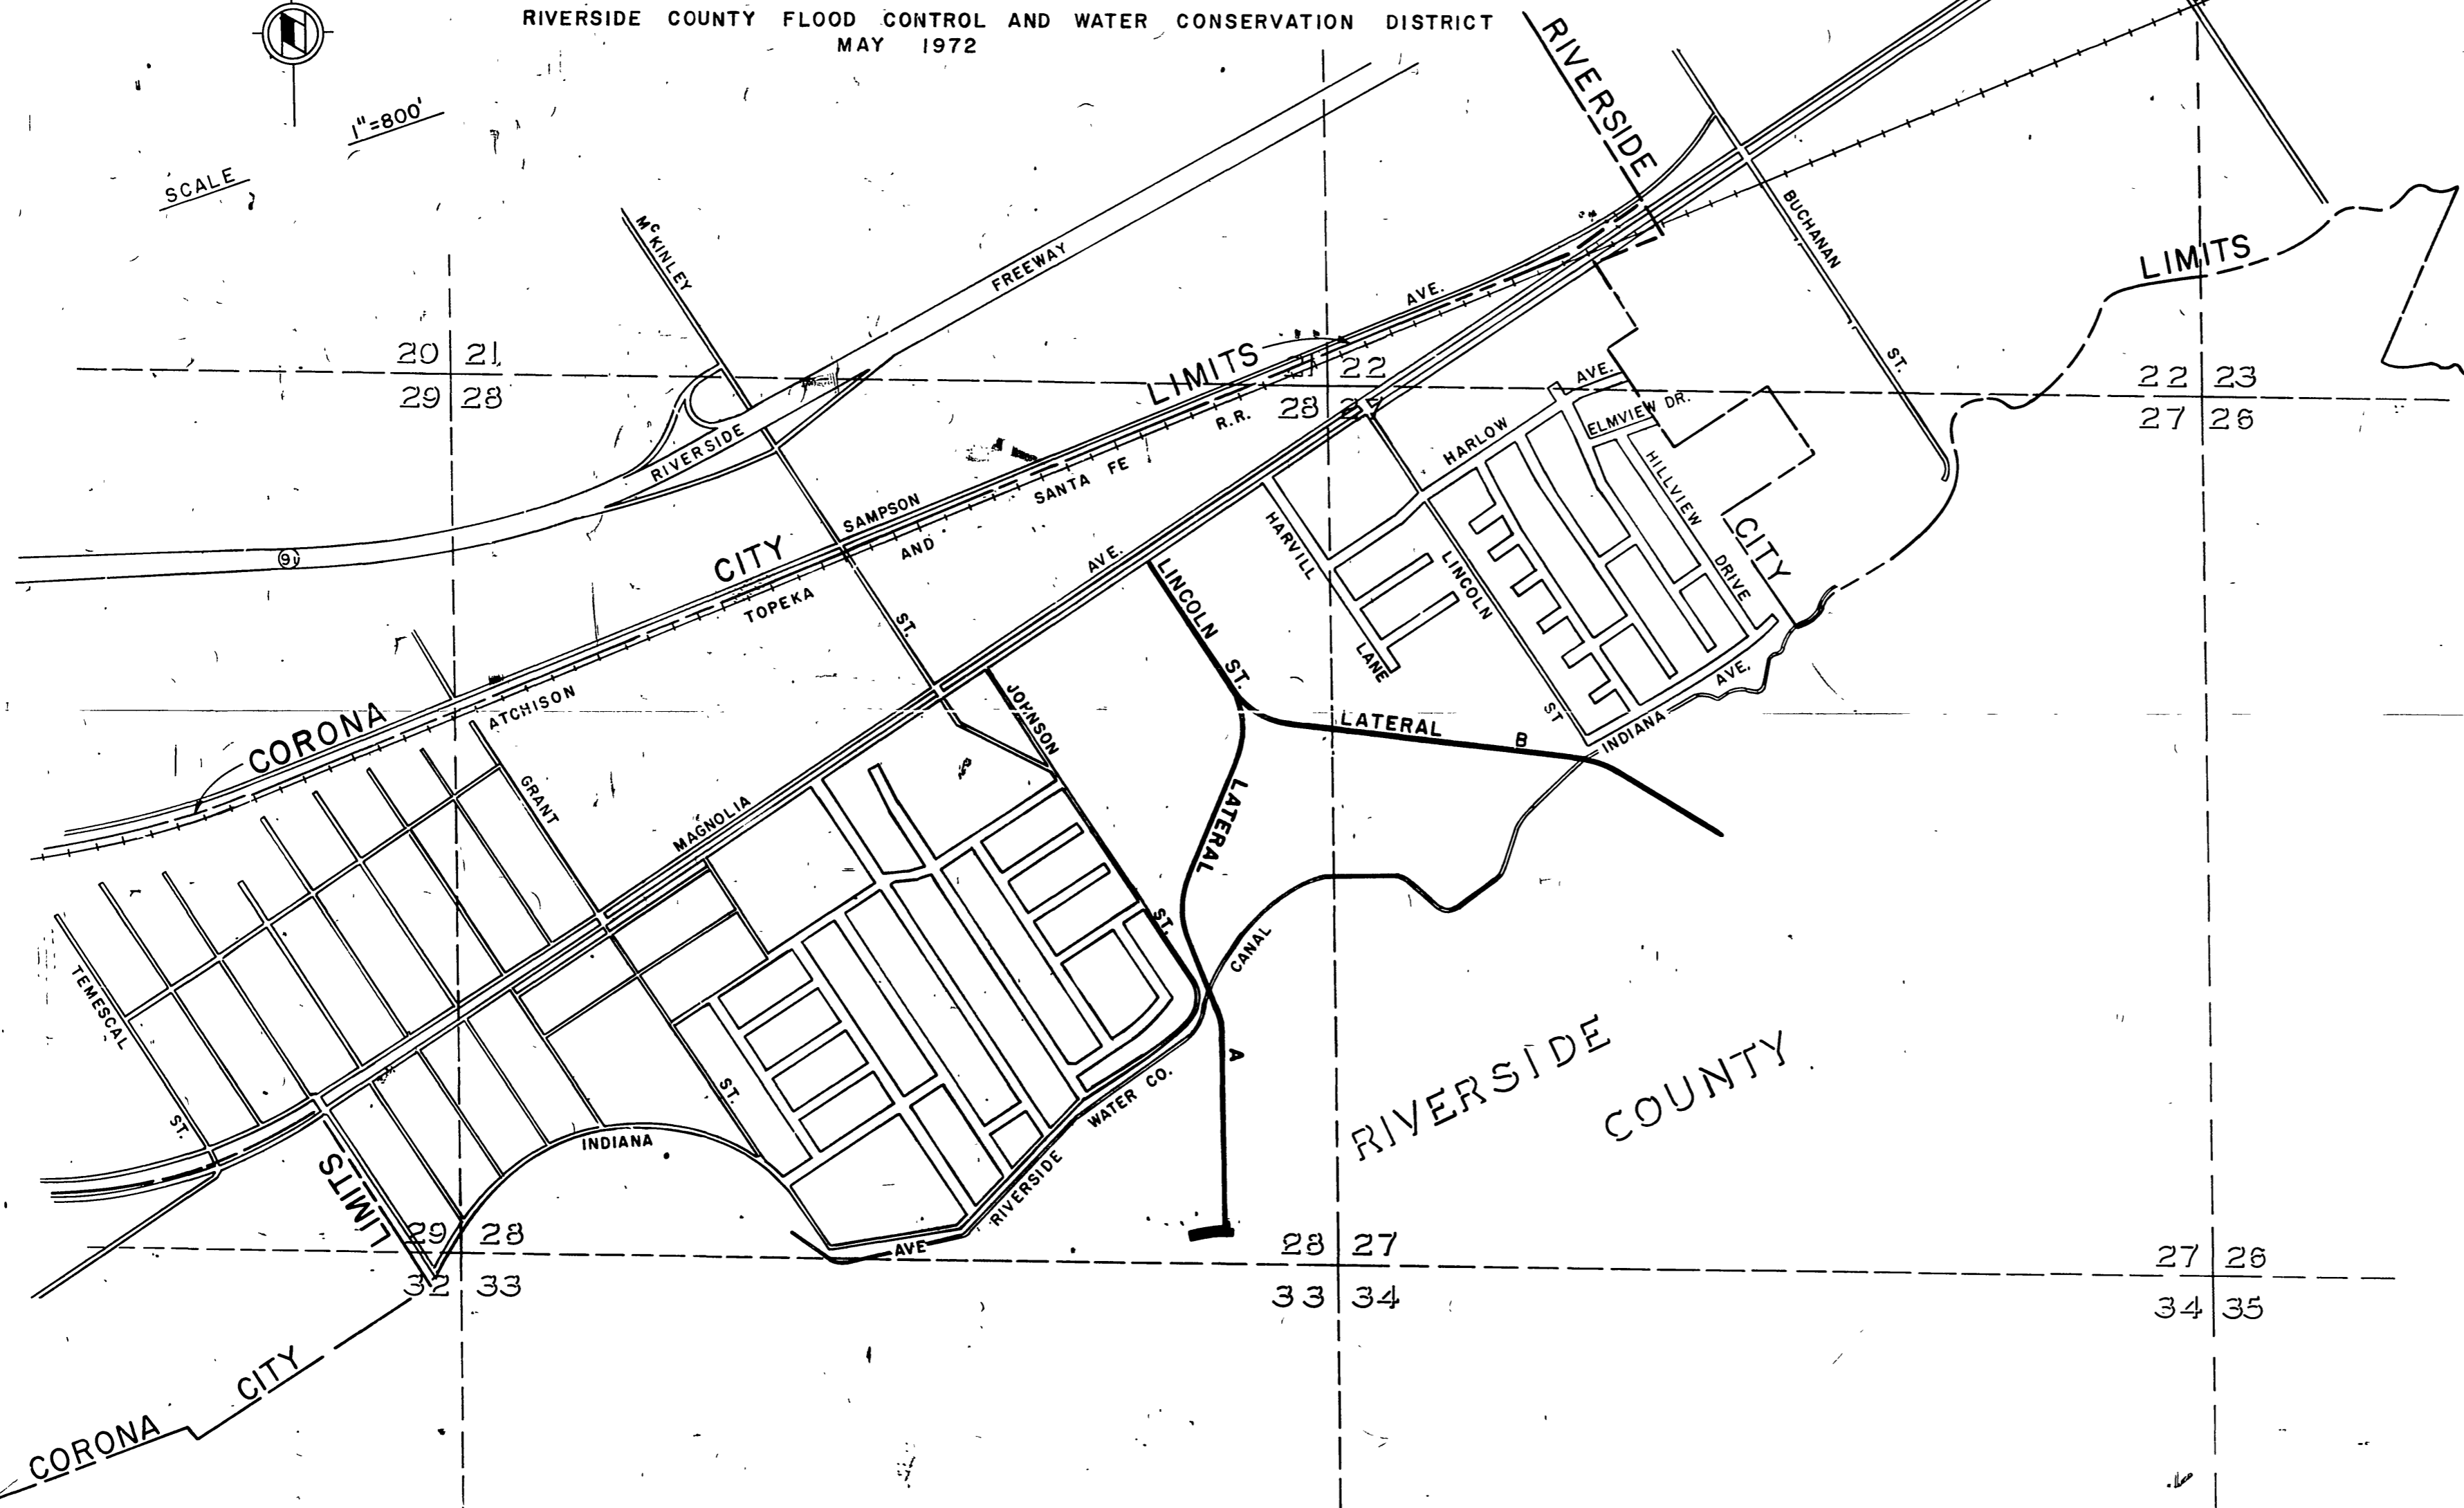 RIVERSIDE COUNTY FLOOD CONTROL AND WATER CONSERVATION DISTRICT
MAY 1972
SCALE 1"=800'
RIVERSIDE
McKINLEY
ST.
BUCHANAN
ST.
LIMITS
FREEWAY
RIVERSIDE
91
20 21
29 28
LIMITS
AVE.
21 22
28 27
22 23
27 26
CITY
SAMPSON
AND
SANTA FE
R.R.
TOPEKA
ATCHISON
CORONA
HARLOW
AVE.
ELMVIEW DR.
HILLVIEW
DRIVE
CITY
HARVILL
LANE
LINCOLN
ST
INDIANA
AVE.
AVE.
MAGNOLIA
LINCOLN
ST.
JOHNSON
ST.
LATERAL
B
LATERAL
A
GRANT
ST.
TEMESCAL
ST.
CANAL
WATER CO.
RIVERSIDE
INDIANA
AVE
RIVERSIDE
COUNTY
LIMITS
29 28
32 33
28 27
33 34
27 26
34 35
CITY
CORONA